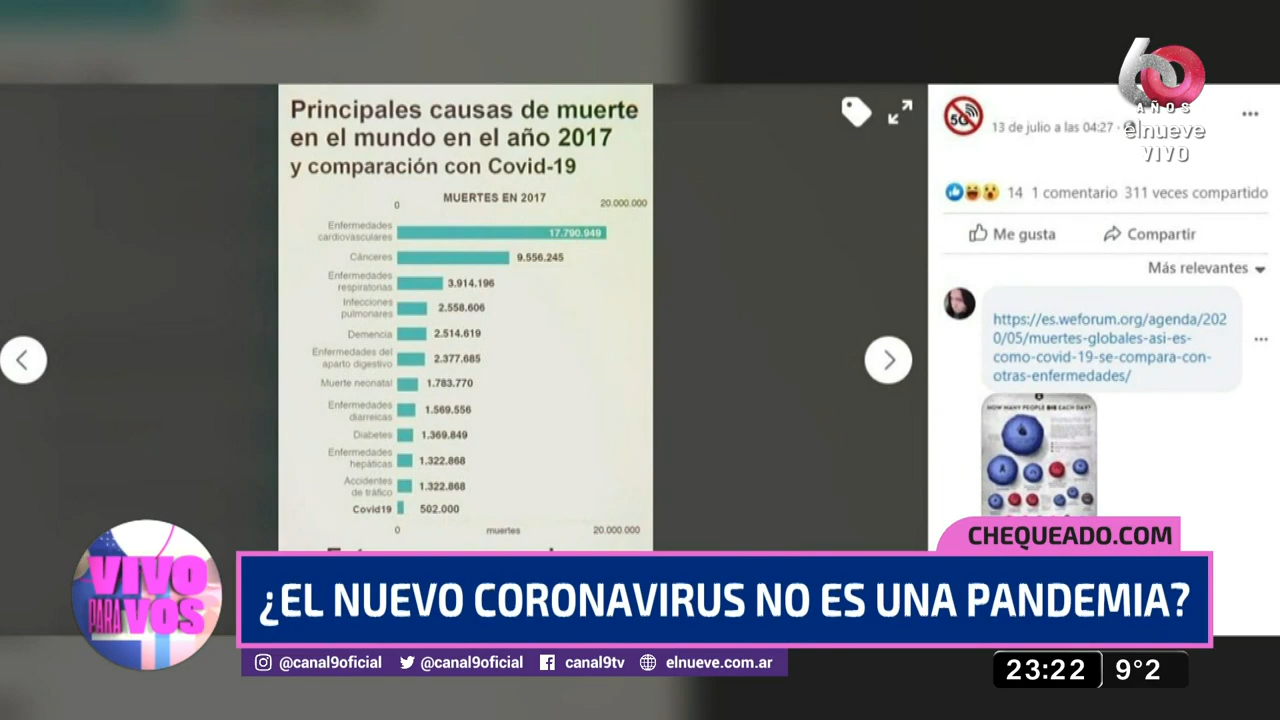 Principales causas de muerte
en el mundo en el año 2017
y comparación con Covid-19
MUERTES EN 2017
0
20.000.000
Enfermedades
cardiovasculares
17.790.949
Cánceres
9.556.245
Enfermedades
respiratorias
3.914.196
Infecciones
pulmonares
2.558.606
Demencia
2.514.619
Enfermedades del
aparto digestivo
2.377.685
Muerte neonatal
1.783.770
Enfermedades
diarreicas
1.569.556
Diabetes
1.369.849
Enfermedades
hepáticas
1.322.868
Accidentes
de tráfico
1.322.868
Covid19
502.000
0
muertes
20.000.000
5G
13 de julio a las 04:27
60
AÑOS
elnueve
VIVO
14 1 comentario 311 veces compartido
Me gusta
Compartir
Más relevantes
https://es.weforum.org/agenda/202
0/05/muertes-globales-asi-es-
como-covid-19-se-compara-con-
otras-enfermedades/
HOW MANY PEOPLE DIE EACH DAY?
CHEQUEADO.COM
VIVO
PARA VOS
¿EL NUEVO CORONAVIRUS NO ES UNA PANDEMIA?
@canal9oficial @canal9oficial canal9tv elnueve.com.ar
23:22 9°2